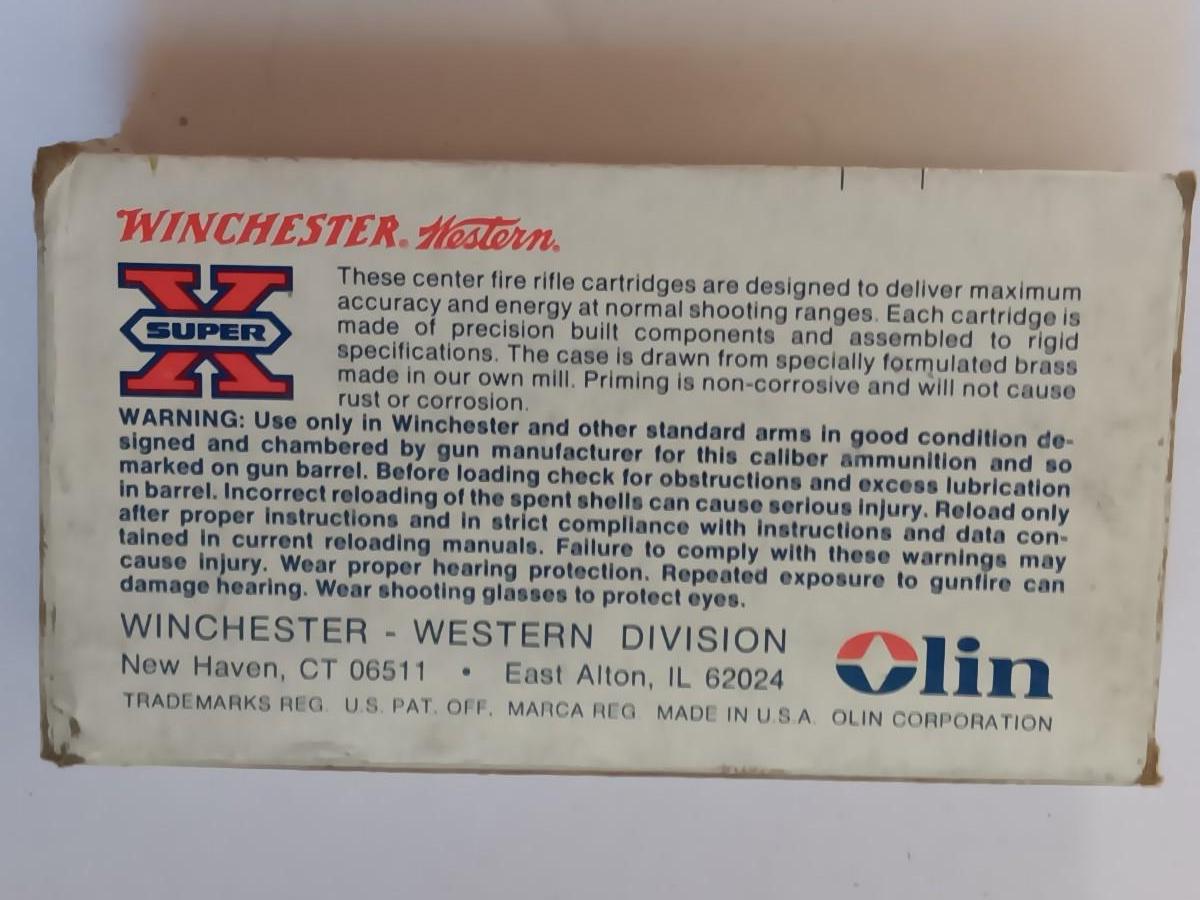 WINCHESTER® Western®
X
SUPER
These center fire rifle cartridges are designed to deliver maximum
accuracy and energy at normal shooting ranges. Each cartridge is
made of precision built components and assembled to rigid
specifications. The case is drawn from specially formulated brass
made in our own mill. Priming is non-corrosive and will not cause
rust or corrosion.
WARNING: Use only in Winchester and other standard arms in good condition de-
signed and chambered by gun manufacturer for this caliber ammunition and so
marked on gun barrel. Before loading check for obstructions and excess lubrication
in barrel. Incorrect reloading of the spent shells can cause serious injury. Reload only
after proper instructions and in strict compliance with instructions and data con-
tained in current reloading manuals. Failure to comply with these warnings may
cause injury. Wear proper hearing protection. Repeated exposure to gunfire can
damage hearing. Wear shooting glasses to protect eyes.
WINCHESTER - WESTERN DIVISION
New Haven, CT 06511 • East Alton, IL 62024
Olin
TRADEMARKS REG. U.S. PAT. OFF. MARCA REG. MADE IN U.S.A. OLIN CORPORATION